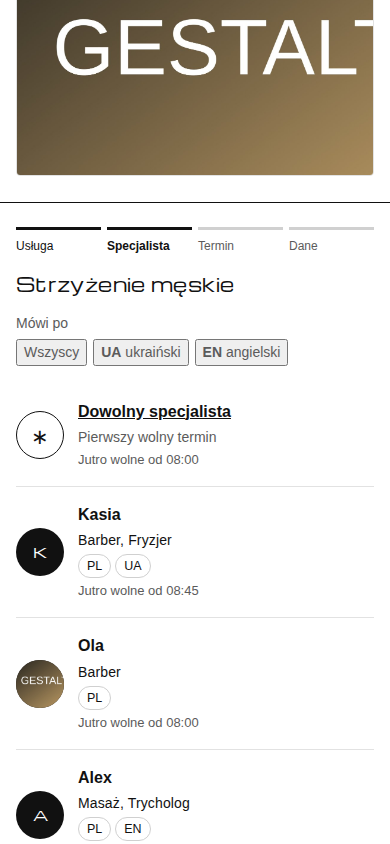 GESTALT
Usługa Specjalista Termin Dane
Strzyżenie męskie
Mówi po
Wszyscy UA ukraiński EN angielski
Dowolny specjalista
Pierwszy wolny termin
Jutro wolne od 08:00
Kasia
K
Barber, Fryzjer
PL UA
Jutro wolne od 08:45
Ola
GESTALT
Barber
PL
Jutro wolne od 08:00
Alex
A
Masaż, Trycholog
PL EN